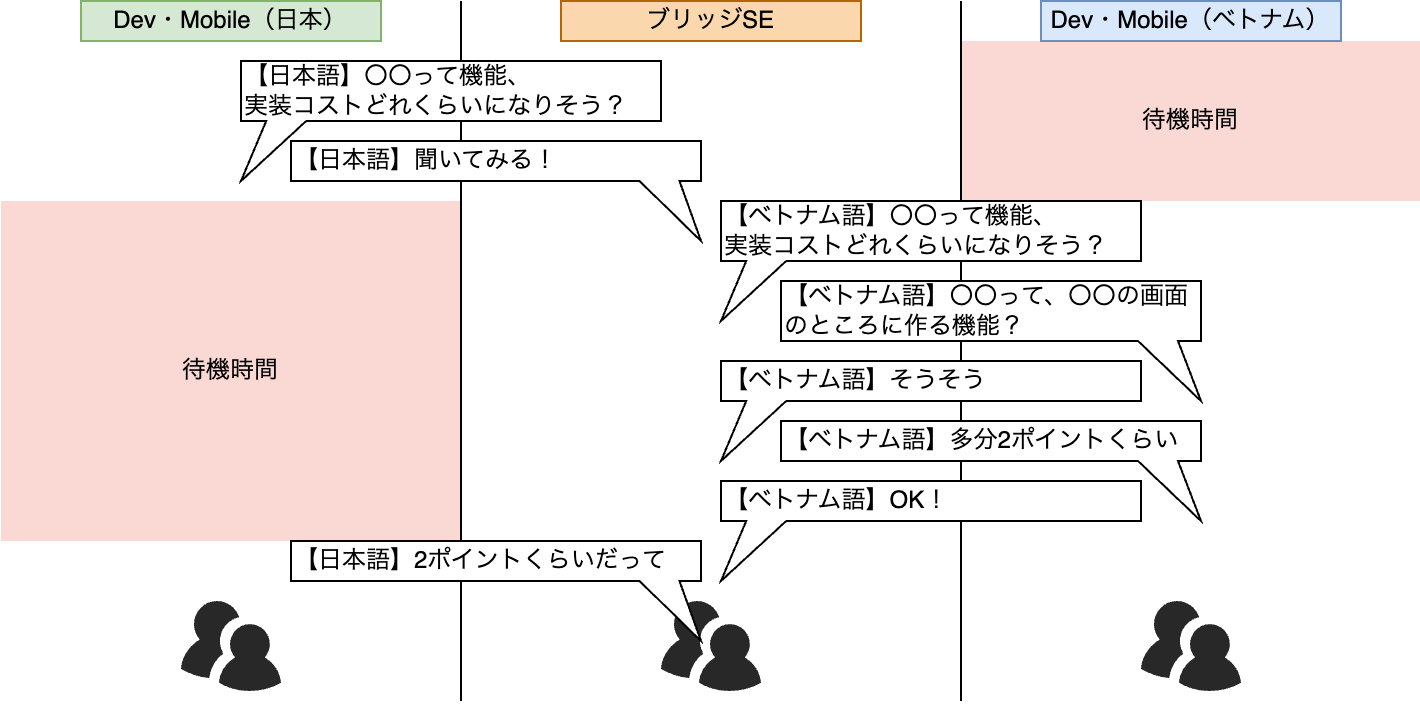 Dev・Mobile（日本）
ブリッジSE
Dev・Mobile（ベトナム）
【日本語】〇〇って機能、
実装コストどれくらいになりそう？
待機時間
【日本語】聞いてみる！
【ベトナム語】〇〇って機能、
実装コストどれくらいになりそう？
【ベトナム語】〇〇って、〇〇の画面
のところに作る機能？
待機時間
【ベトナム語】そうそう
【ベトナム語】多分2ポイントくらい
【ベトナム語】OK！
【日本語】2ポイントくらいだって